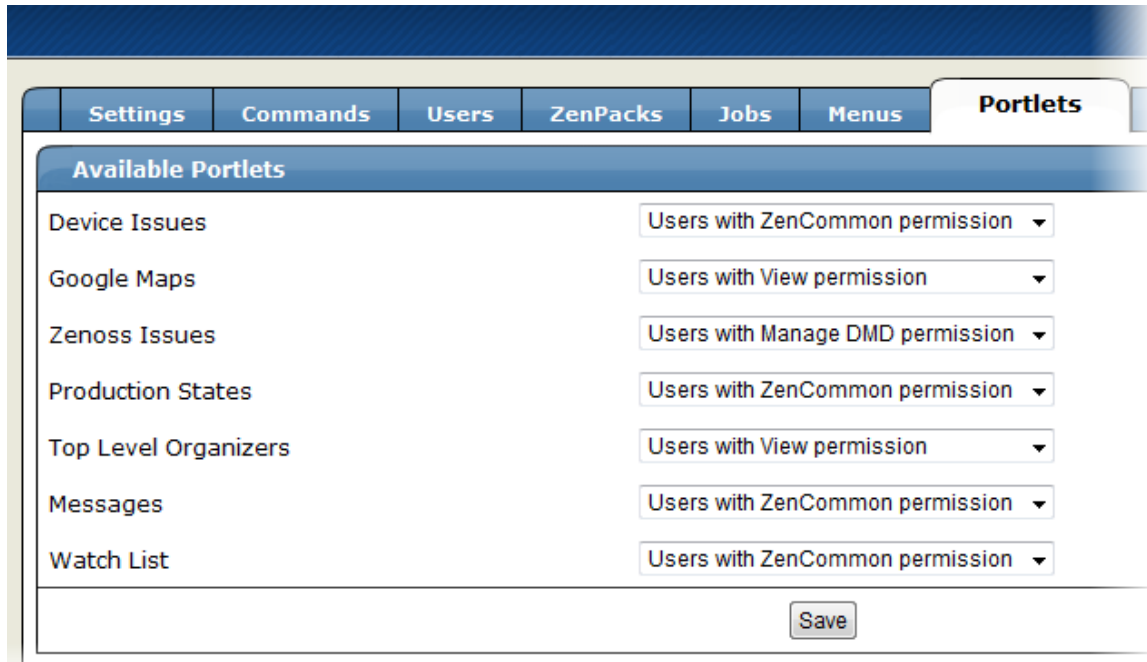 Settings Commands Users ZenPacks Jobs Menus Portlets
Available Portlets
Device Issues Users with ZenCommon permission
Google Maps Users with View permission
Zenoss Issues Users with Manage DMD permission
Production States Users with ZenCommon permission
Top Level Organizers Users with View permission
Messages Users with ZenCommon permission
Watch List Users with ZenCommon permission
Save